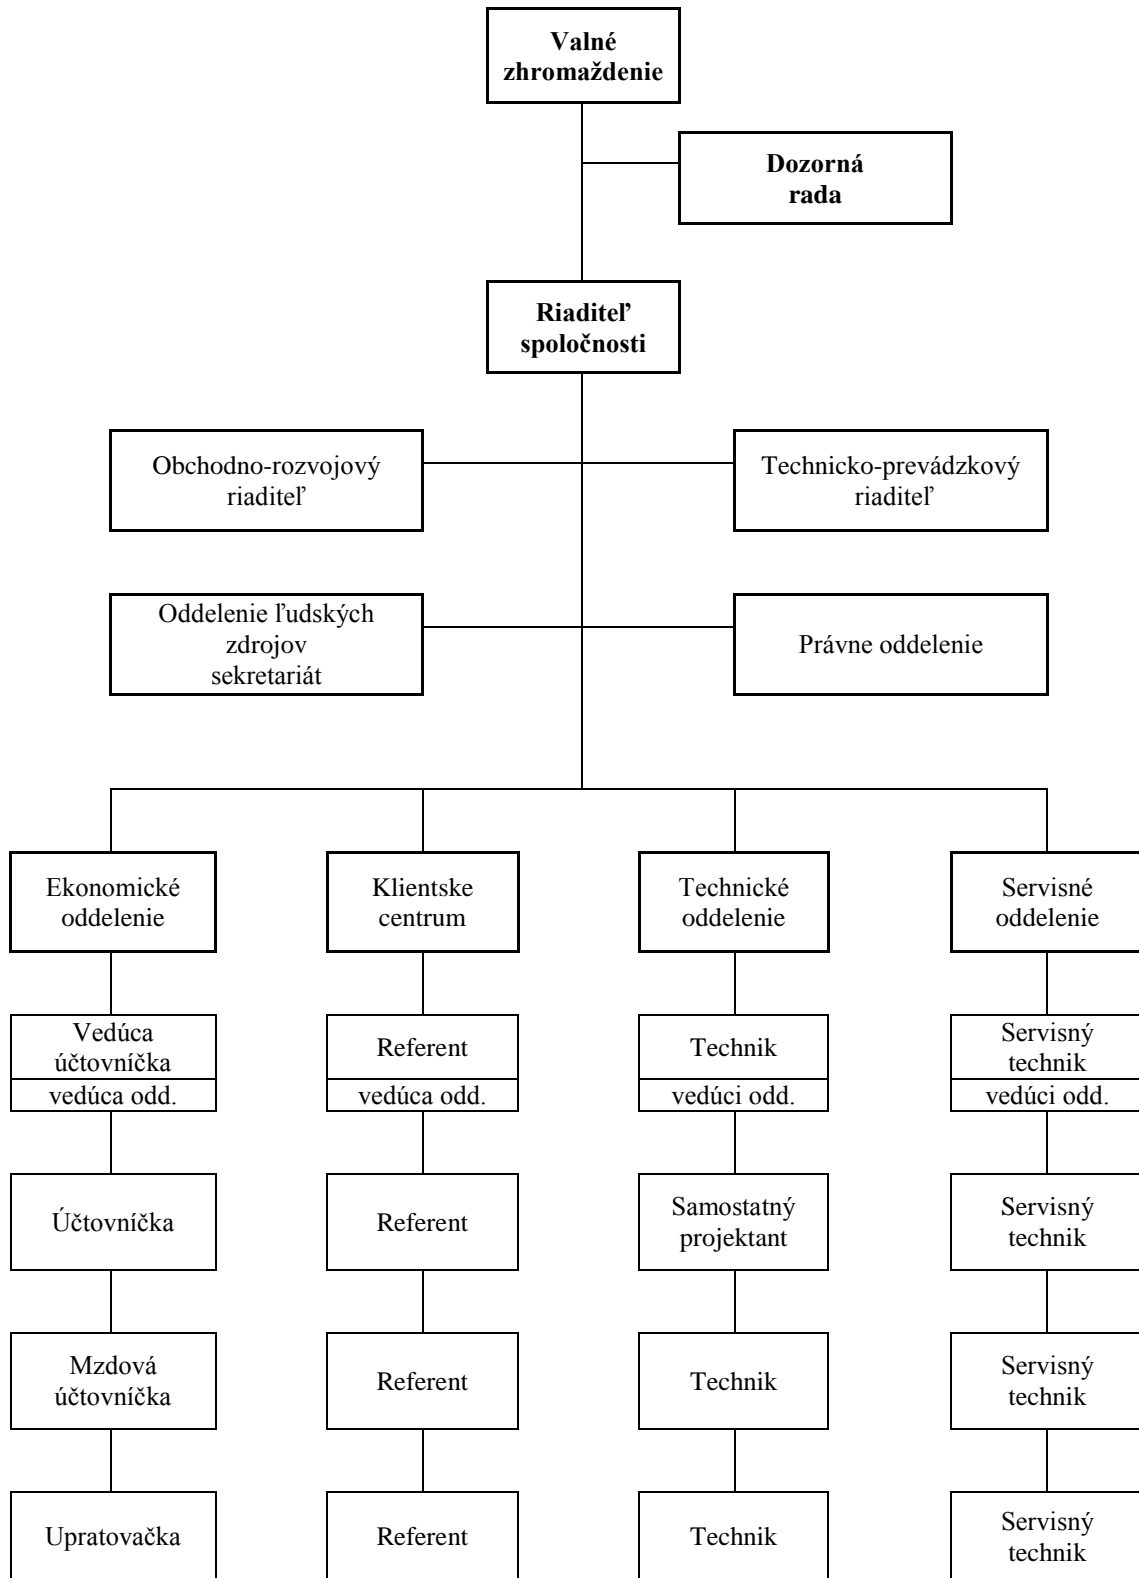 Valné
zhromaždenie
Dozorná
rada
Riaditeľ
spoločnosti
Obchodno-rozvojový
riaditeľ
Technicko-prevádzkový
riaditeľ
Oddelenie ľudských
zdrojov
sekretariát
Právne oddelenie
Ekonomické
oddelenie
Klientske
centrum
Technické
oddelenie
Servisné
oddelenie
Vedúca
účtovníčka
vedúca odd.
Referent
vedúca odd.
Technik
vedúci odd.
Servisný
technik
vedúci odd.
Účtovníčka
Referent
Samostatný
projektant
Servisný
technik
Mzdová
účtovníčka
Referent
Technik
Servisný
technik
Upratovačka
Referent
Technik
Servisný
technik